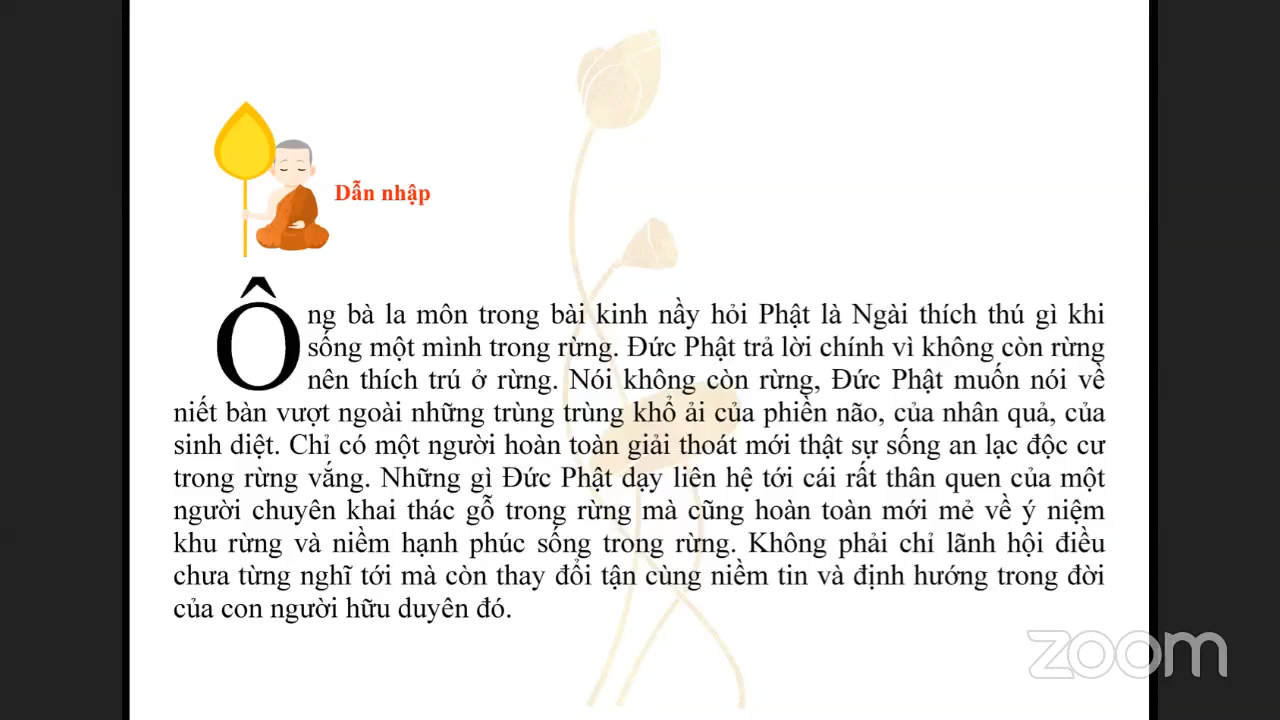 Dẫn nhập
Ông bà la môn trong bài kinh nầy hỏi Phật là Ngài thích thú gì khi
sống một mình trong rừng. Đức Phật trả lời chính vì không còn rừng
nên thích trú ở rừng. Nói không còn rừng, Đức Phật muốn nói về
niết bàn vượt ngoài những trùng trùng khổ ải của phiền não, của nhân quả, của
sinh diệt. Chỉ có một người hoàn toàn giải thoát mới thật sự sống an lạc độc cư
trong rừng vắng. Những gì Đức Phật dạy liên hệ tới cái rất thân quen của một
người chuyên khai thác gỗ trong rừng mà cũng hoàn toàn mới mẻ về ý niệm
khu rừng và niềm hạnh phúc sống trong rừng. Không phải chỉ lãnh hội điều
chưa từng nghĩ tới mà còn thay đổi tận cùng niềm tin và định hướng trong đời
của con người hữu duyên đó.
zoom